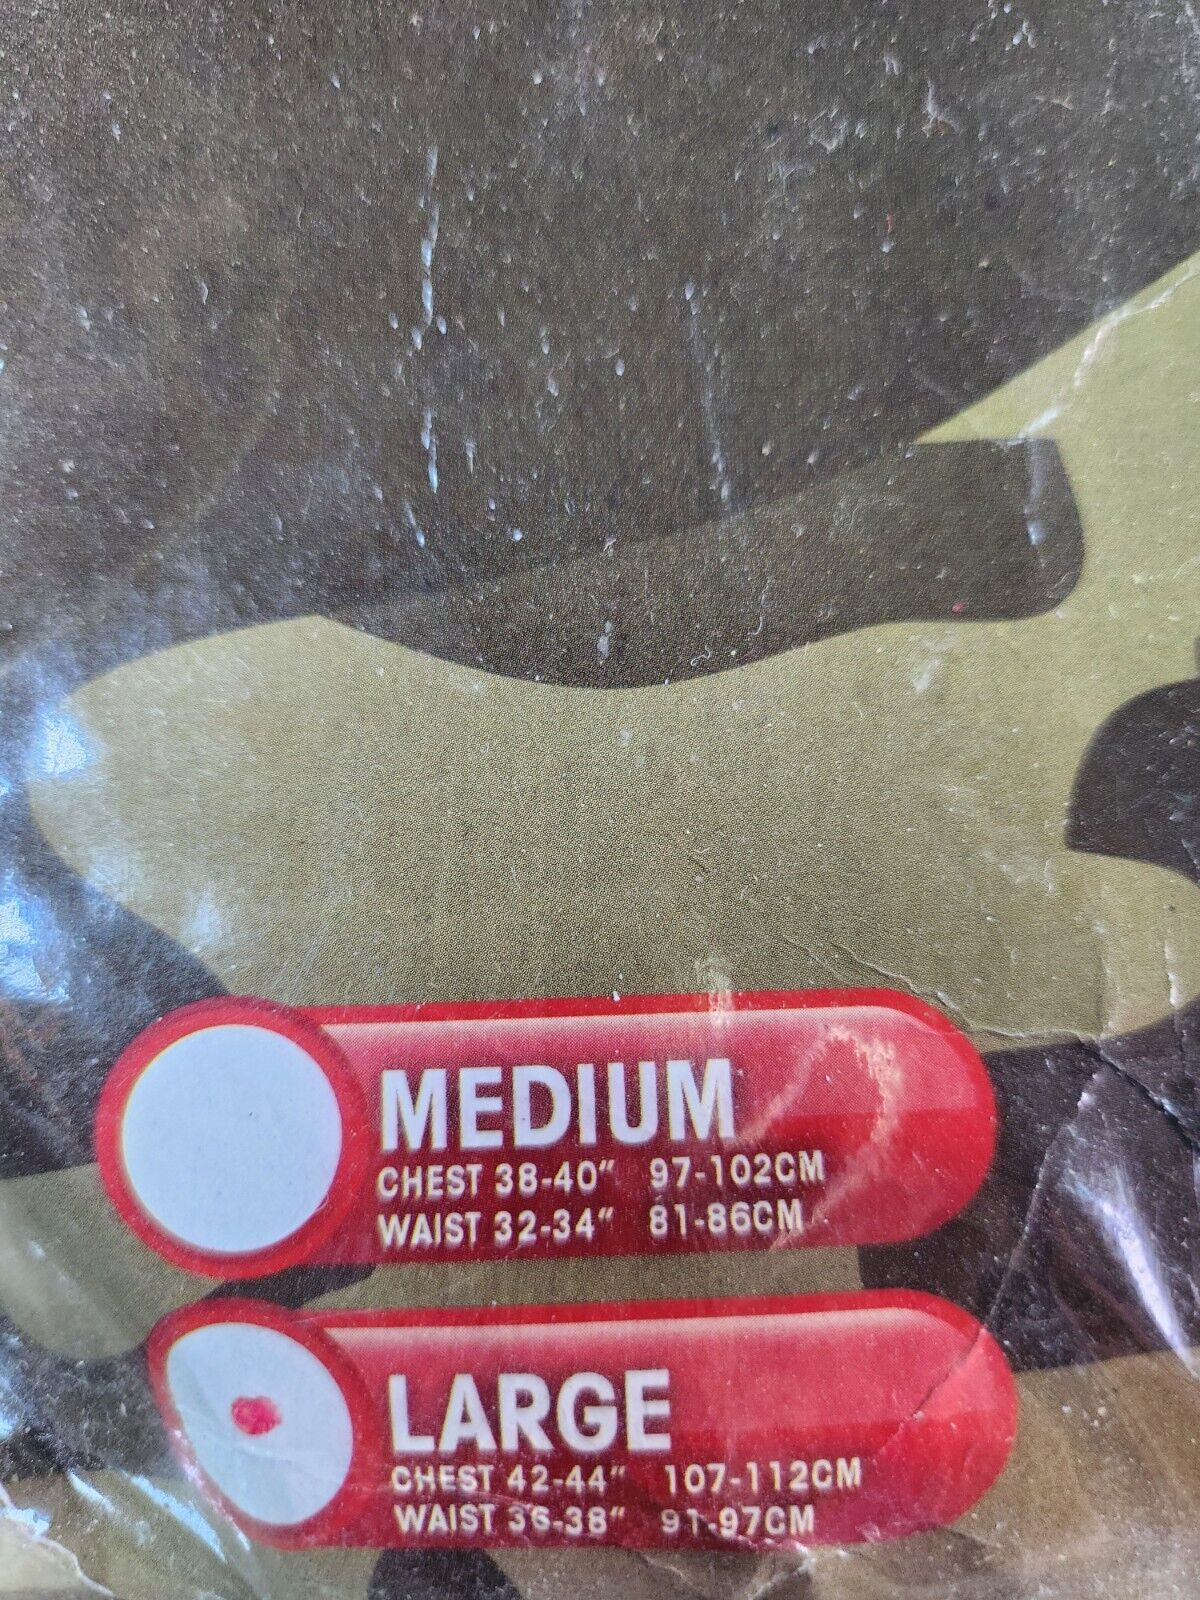 MEDIUM
CHEST 38-40" 97-102CM
WAIST 32-34" 81-86CM
LARGE
CHEST 42-44" 107-112CM
WAIST 36-38" 91-97CM